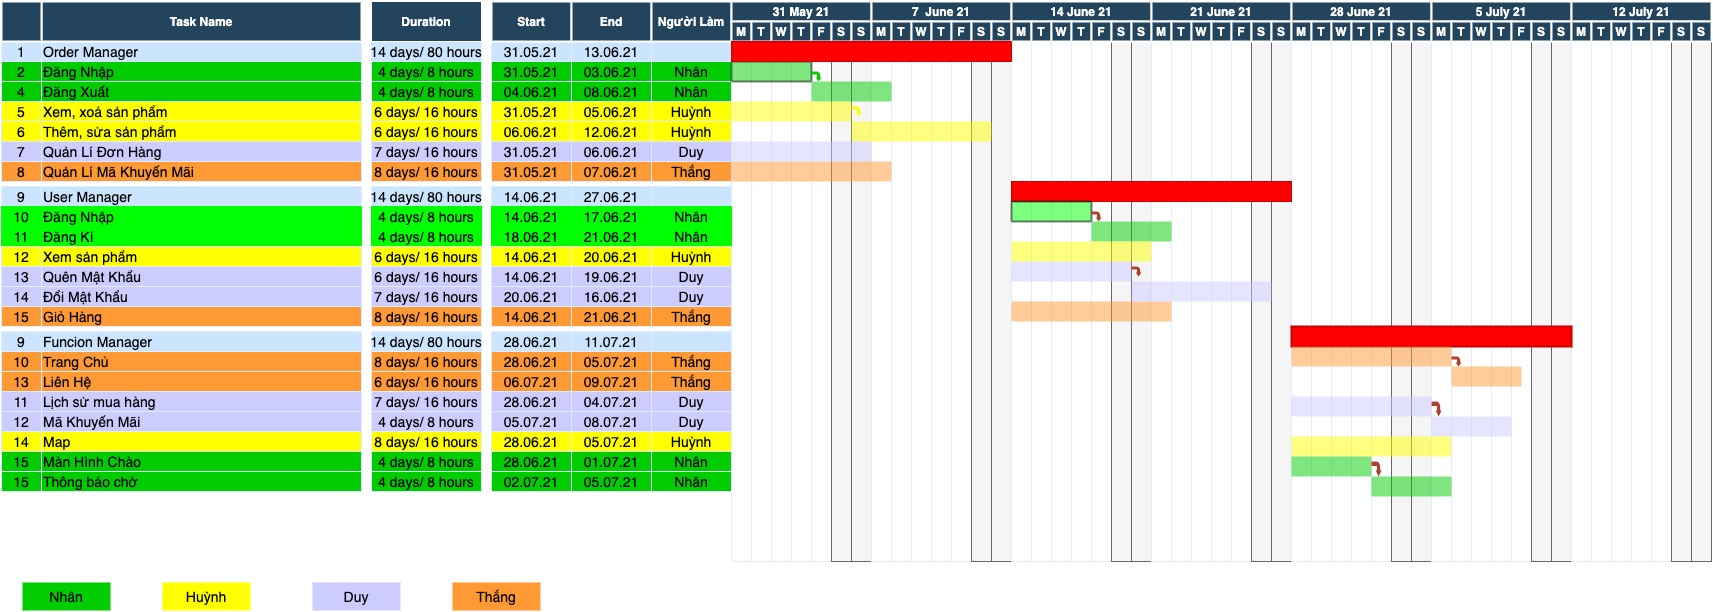 Task Name Duration Start End Người Làm 31 May 21 7 June 21 14 June 21 21 June 21 28 June 21 5 July 21 12 July 21
M T W T F S S M T W T F S S M T W T F S S M T W T F S S M T W T F S S M T W T F S S M T W T F S S
1 Order Manager 14 days/ 80 hours 31.05.21 13.06.21
2 Đăng Nhập 4 days/ 8 hours 31.05.21 03.06.21 Nhân
4 Đăng Xuất 4 days/ 8 hours 04.06.21 08.06.21 Nhân
5 Xem, xoá sản phẩm 6 days/ 16 hours 31.05.21 05.06.21 Huỳnh
6 Thêm, sửa sản phẩm 6 days/ 16 hours 06.06.21 12.06.21 Huỳnh
7 Quản Lí Đơn Hàng 7 days/ 16 hours 31.05.21 06.06.21 Duy
8 Quản Lí Mã Khuyến Mãi 8 days/ 16 hours 31.05.21 07.06.21 Thắng
9 User Manager 14 days/ 80 hours 14.06.21 27.06.21
10 Đăng Nhập 4 days/ 8 hours 14.06.21 17.06.21 Nhân
11 Đăng Kí 4 days/ 8 hours 18.06.21 21.06.21 Nhân
12 Xem sản phẩm 6 days/ 16 hours 14.06.21 20.06.21 Huỳnh
13 Quên Mật Khẩu 6 days/ 16 hours 14.06.21 19.06.21 Duy
14 Đổi Mật Khẩu 7 days/ 16 hours 20.06.21 16.06.21 Duy
15 Giỏ Hàng 8 days/ 16 hours 14.06.21 21.06.21 Thắng
9 Funcion Manager 14 days/ 80 hours 28.06.21 11.07.21
10 Trang Chủ 8 days/ 16 hours 28.06.21 05.07.21 Thắng
13 Liên Hệ 6 days/ 16 hours 06.07.21 09.07.21 Thắng
11 Lịch sử mua hàng 7 days/ 16 hours 28.06.21 04.07.21 Duy
12 Mã Khuyến Mãi 4 days/ 8 hours 05.07.21 08.07.21 Duy
14 Map 8 days/ 16 hours 28.06.21 05.07.21 Huỳnh
15 Màn Hình Chào 4 days/ 8 hours 28.06.21 01.07.21 Nhân
15 Thông báo chờ 4 days/ 8 hours 02.07.21 05.07.21 Nhân
Nhân Huỳnh Duy Thắng